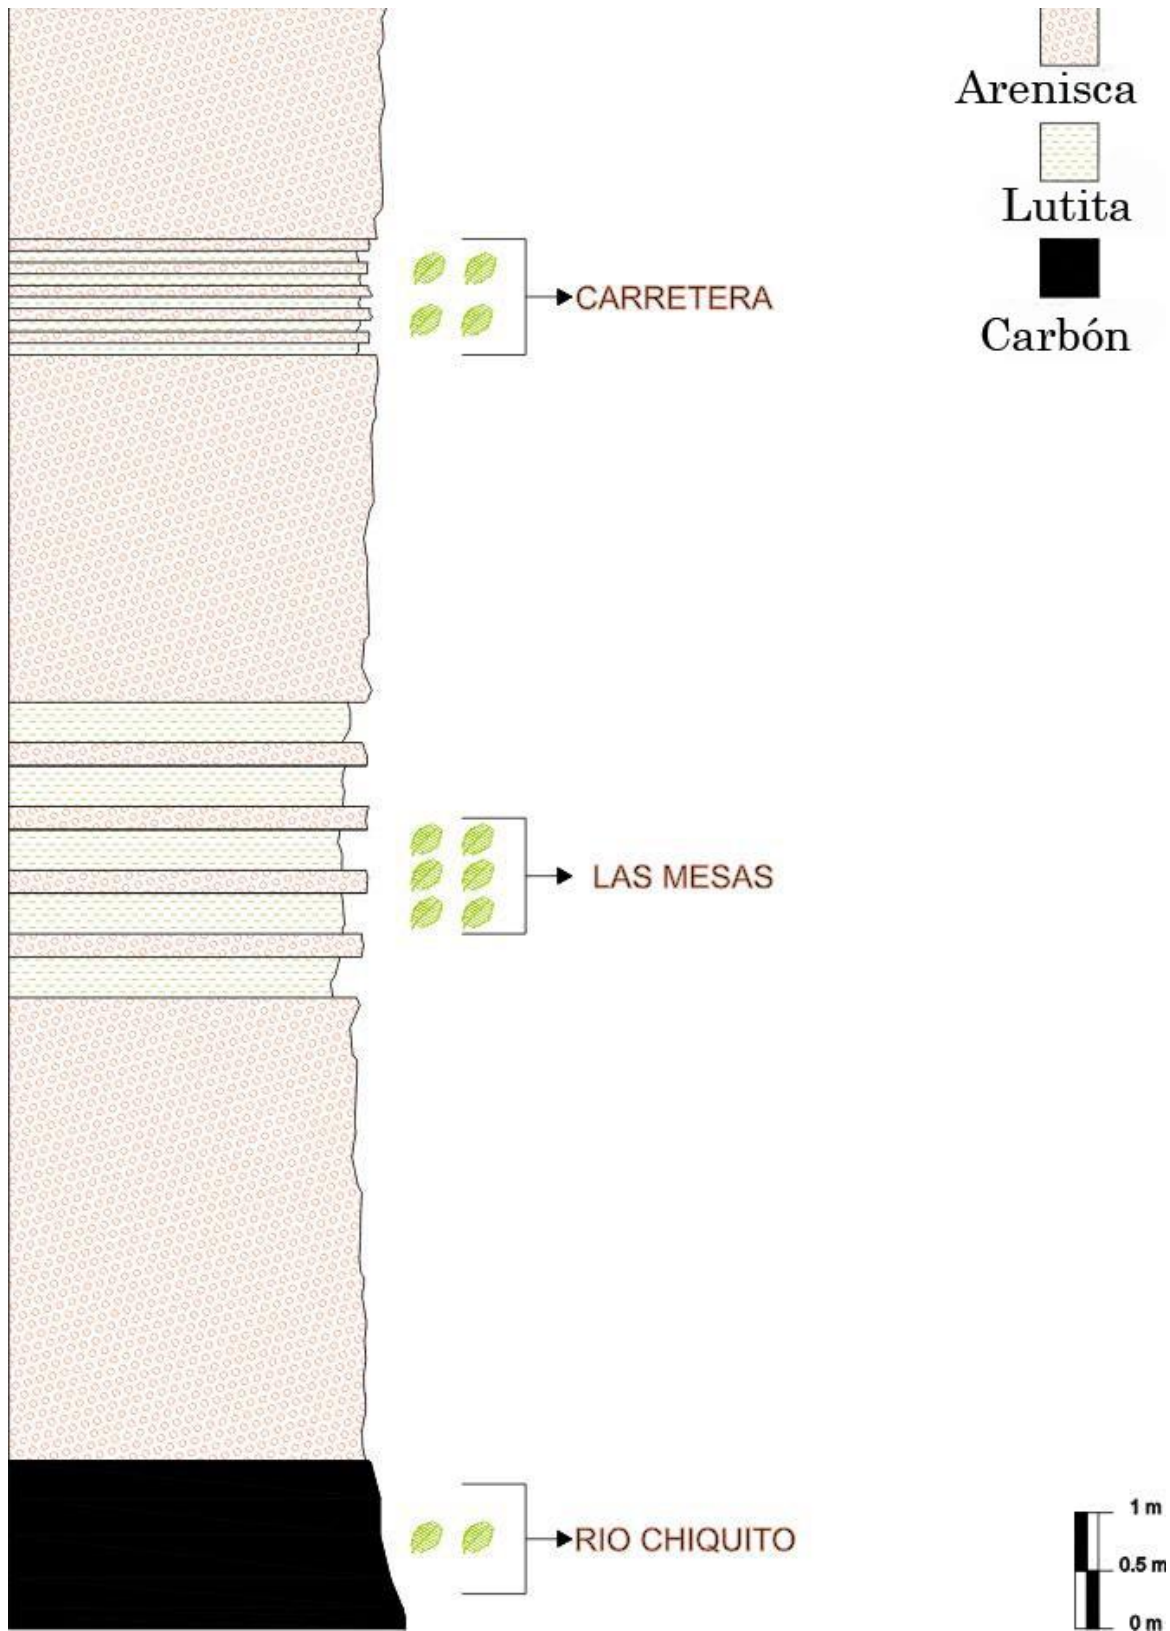 Arenisca
Lutita
Carbón
CARRETERA
LAS MESAS
RIO CHIQUITO
1 m
0.5 m
0 m